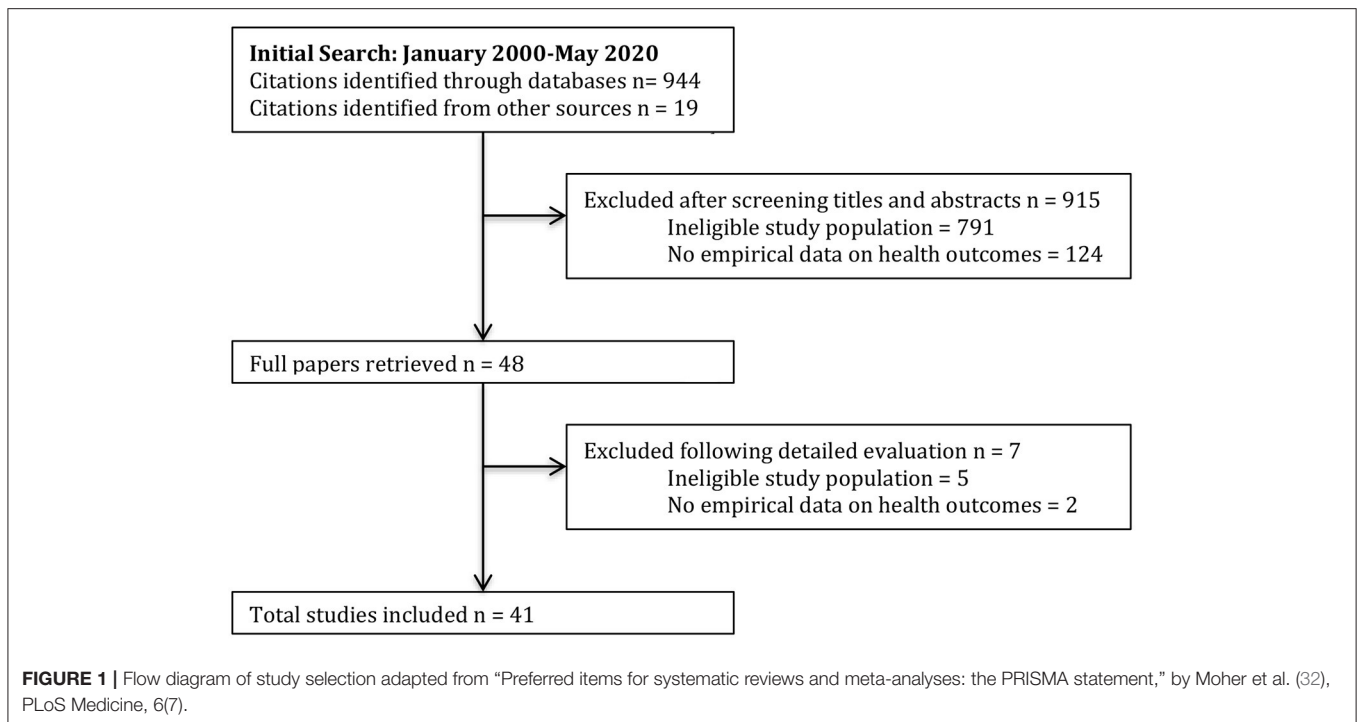 Initial Search: January 2000-May 2020
Citations identified through databases n= 944
Citations identified from other sources n = 19
Excluded after screening titles and abstracts n = 915
Ineligible study population = 791
No empirical data on health outcomes = 124
Full papers retrieved n = 48
Excluded following detailed evaluation n = 7
Ineligible study population = 5
No empirical data on health outcomes = 2
Total studies included n = 41
FIGURE 1 | Flow diagram of study selection adapted from “Preferred items for systematic reviews and meta-analyses: the PRISMA statement,” by Moher et al. (32),
PLoS Medicine, 6(7).